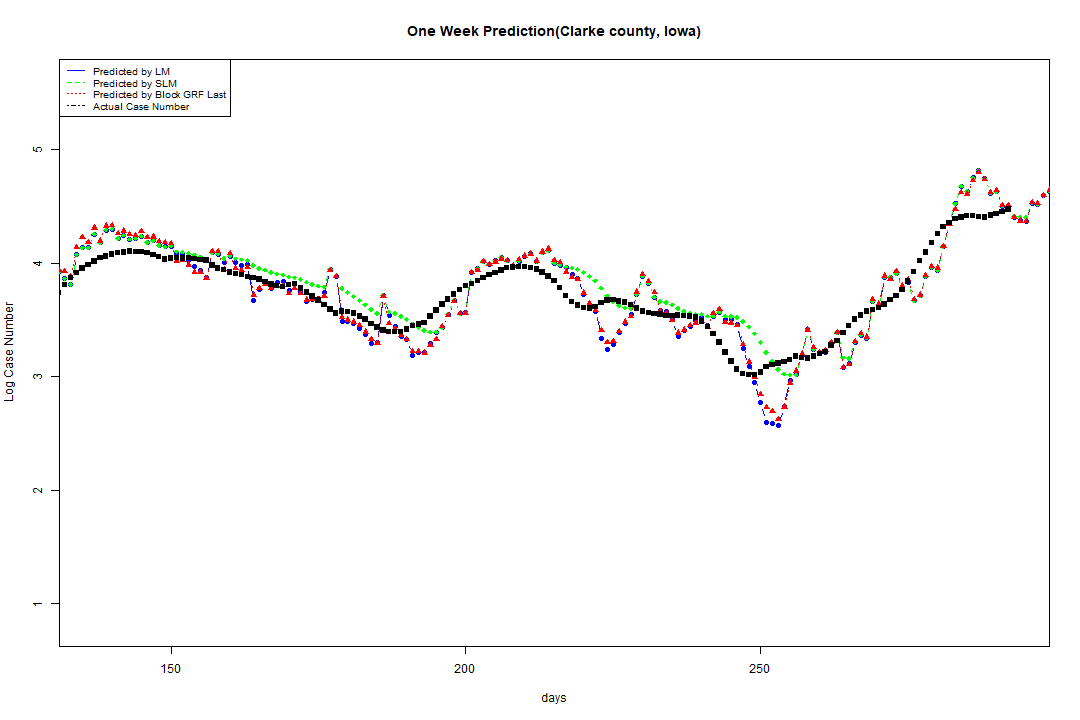 One Week Prediction(Clarke county, Iowa)
Predicted by LM
Predicted by SLM
Predicted by Block GRF Last
Actual Case Number
5
4
3
2
1
Log Case Number
150 200 250
days